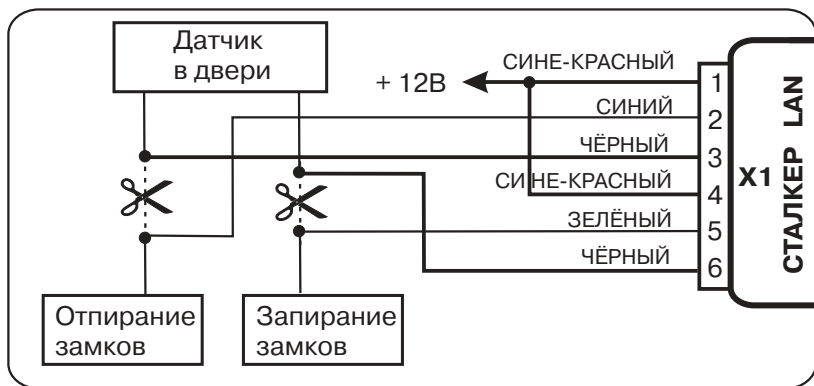 Датчик
в двери
+ 12В
СИНЕ-КРАСНЫЙ
1
СИНИЙ
2
ЧЁРНЫЙ
3
СИНЕ-КРАСНЫЙ
4
ЗЕЛЁНЫЙ
5
ЧЁРНЫЙ
6
X1
СТАЛКЕР LAN
Отпирание
замков
Запирание
замков